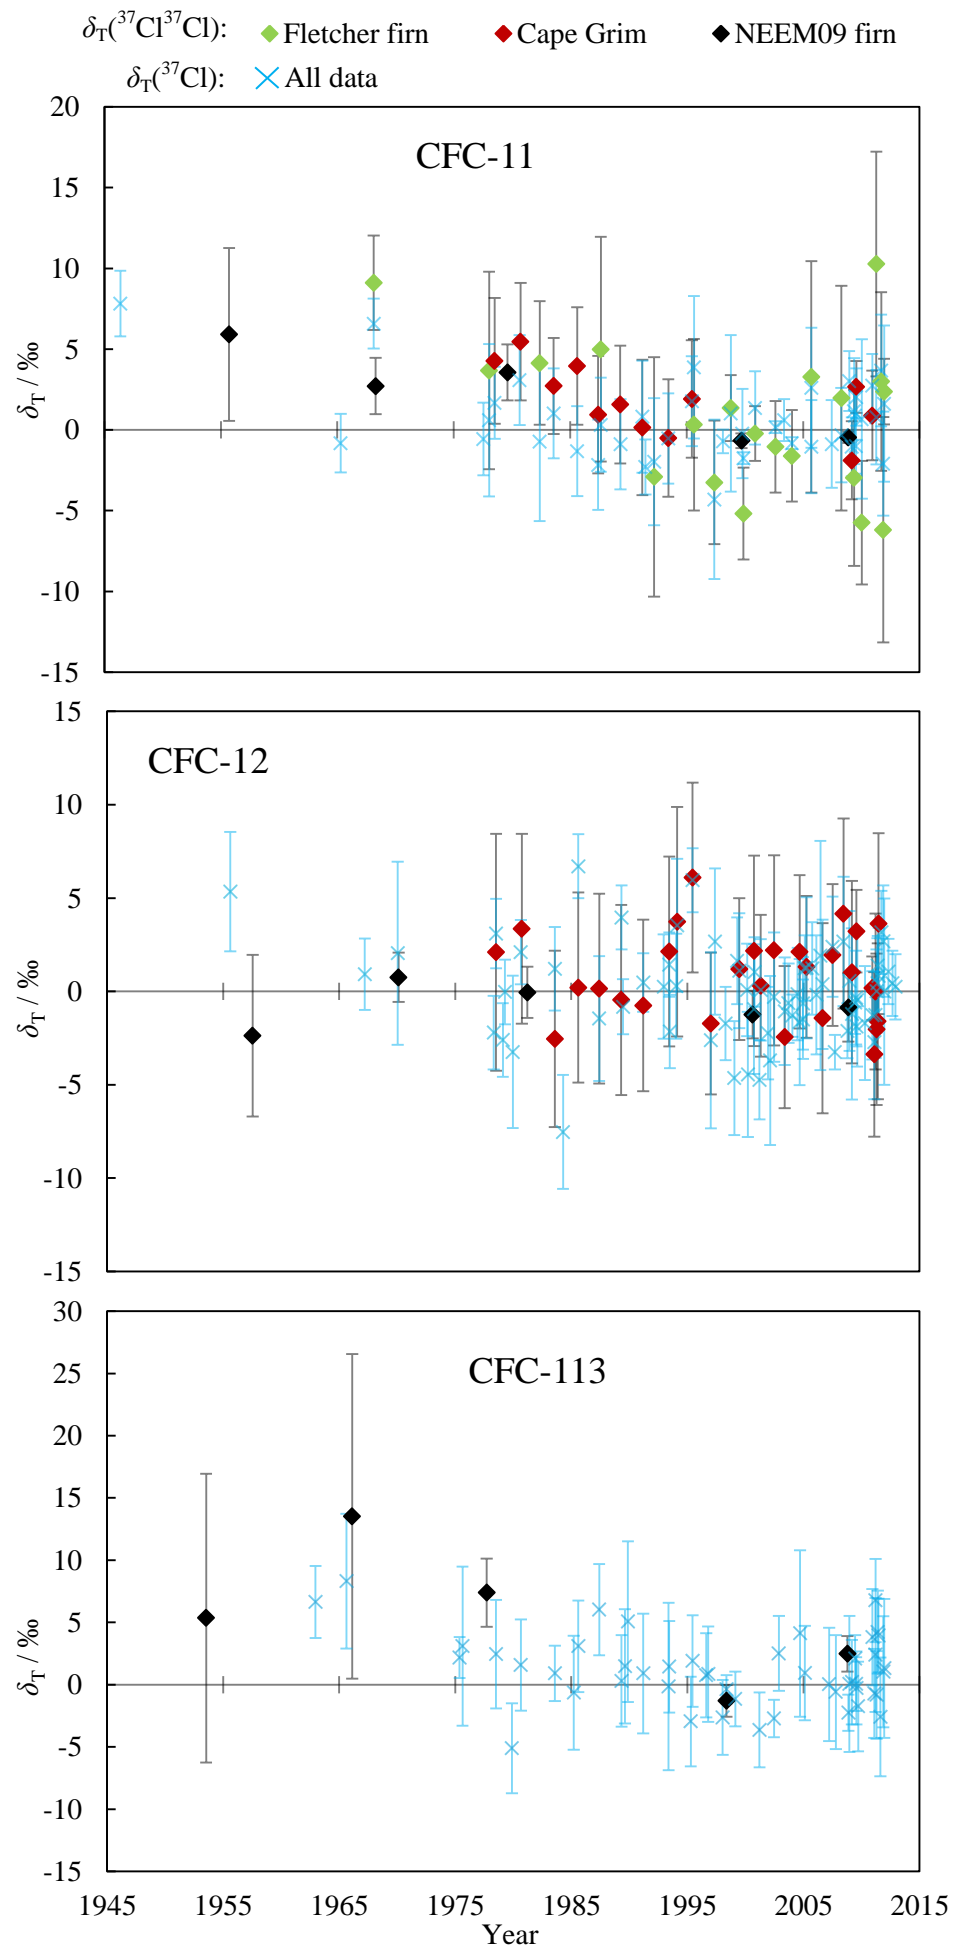 δT(³⁷Cl³⁷Cl): Fletcher firn Cape Grim NEEM09 firn
δT(³⁷Cl): All data
20
CFC-11
15
10
5
0
-5
-10
-15
δT / ‰
15
CFC-12
10
5
0
-5
-10
-15
δT / ‰
30
CFC-113
25
20
15
10
5
0
-5
-10
-15
δT / ‰
1945 1955 1965 1975 1985 1995 2005 2015
Year